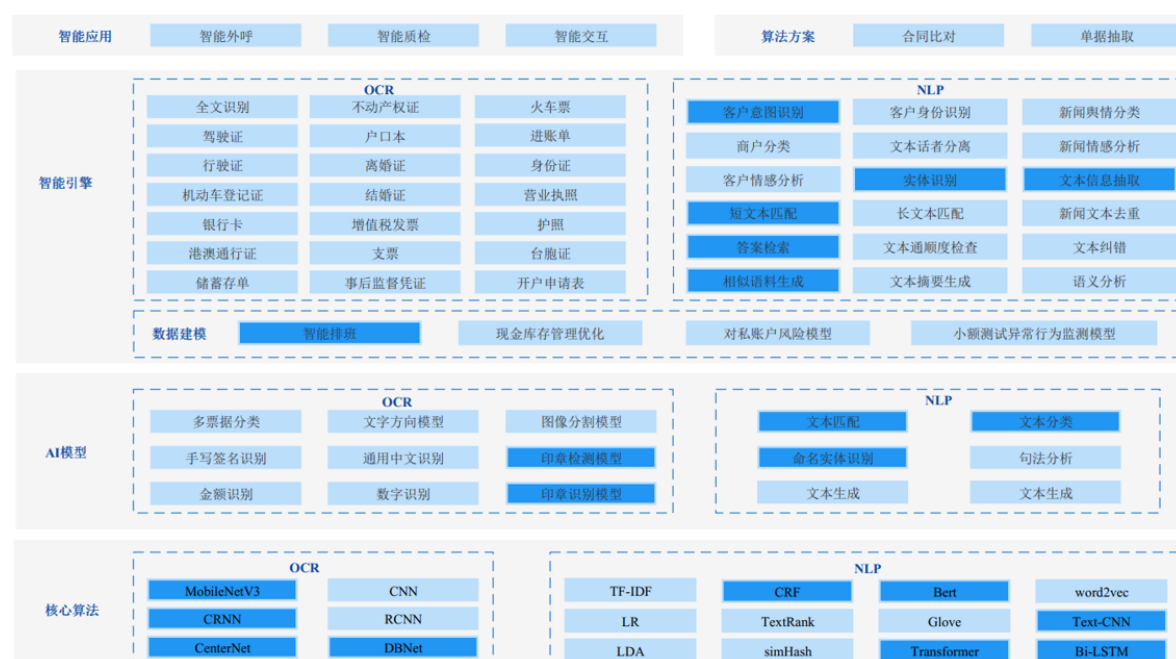 智能应用 智能外呼 智能质检 智能交互 算法方案 合同比对 单据抽取
OCR NLP
全文识别 不动产权证 火车票 客户意图识别 客户身份识别 新闻舆情分类
驾驶证 户口本 进账单 商户分类 文本话者分离 新闻情感分析
智能引擎 行驶证 离婚证 身份证 客户情感分析 实体识别 文本信息抽取
机动车登记证 结婚证 营业执照 短文本匹配 长文本匹配 新闻文本去重
银行卡 增值税发票 护照 答案检索 文本通顺度检查 文本纠错
港澳通行证 支票 台胞证 相似语料生成 文本摘要生成 语义分析
储蓄存单 事后监督凭证 开户申请表
数据建模 智能排班 现金库存管理优化 对私账户风险模型 小额测试异常行为监测模型
OCR NLP
多票据分类 文字方向模型 图像分割模型 文本匹配 文本分类
AI模型 手写签名识别 通用中文识别 印章检测模型 命名实体识别 句法分析
金额识别 数字识别 印章识别模型 文本生成 文本生成
OCR NLP
MobileNetV3 CNN TF-IDF CRF Bert word2vec
核心算法 CRNN RCNN LR TextRank Glove Text-CNN
CenterNet DBNet LDA simHash Transformer Bi-LSTM